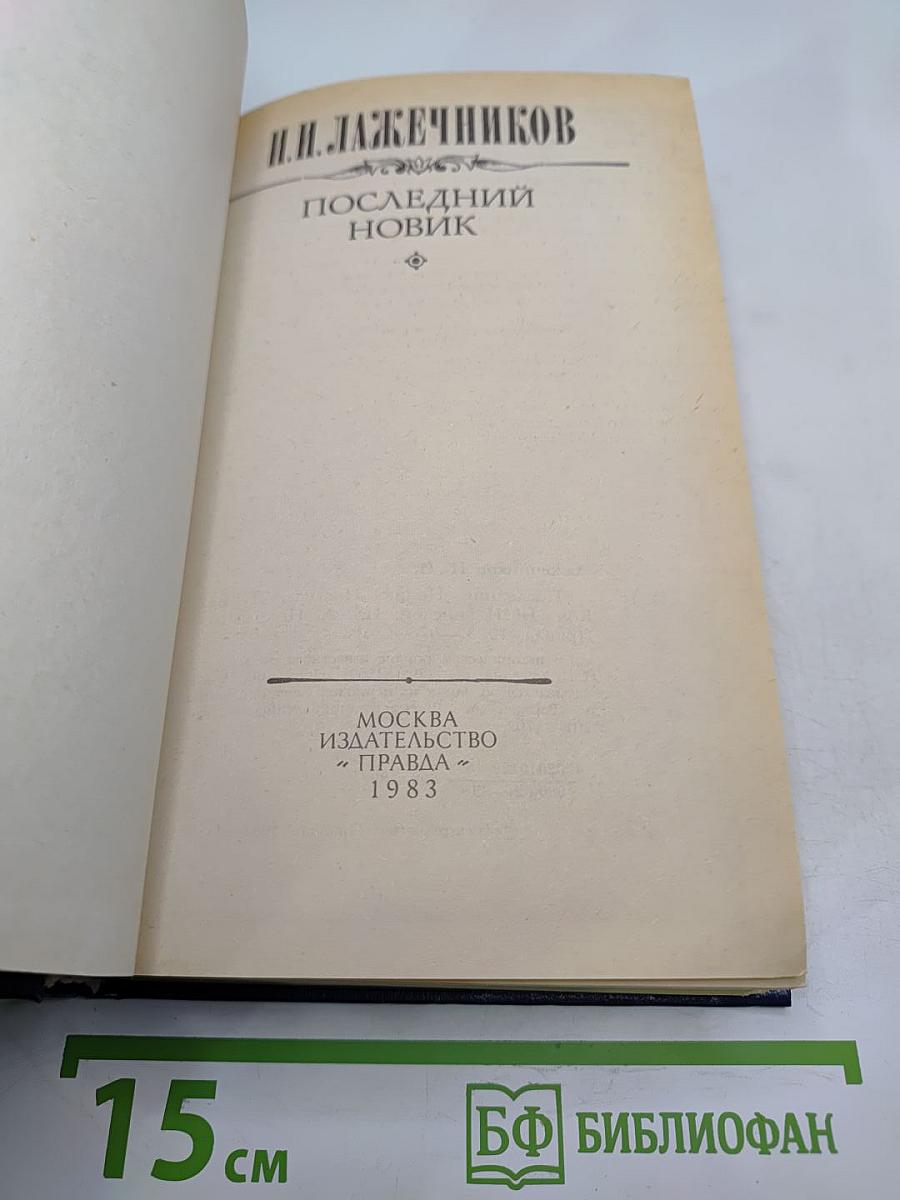 И.И. ЛАЖЕЧНИКОВ
ПОСЛЕДНИЙ
НОВИК
МОСКВА
ИЗДАТЕЛЬСТВО
„ ПРАВДА „
1983
15 см
БФ БИБЛИОФАН